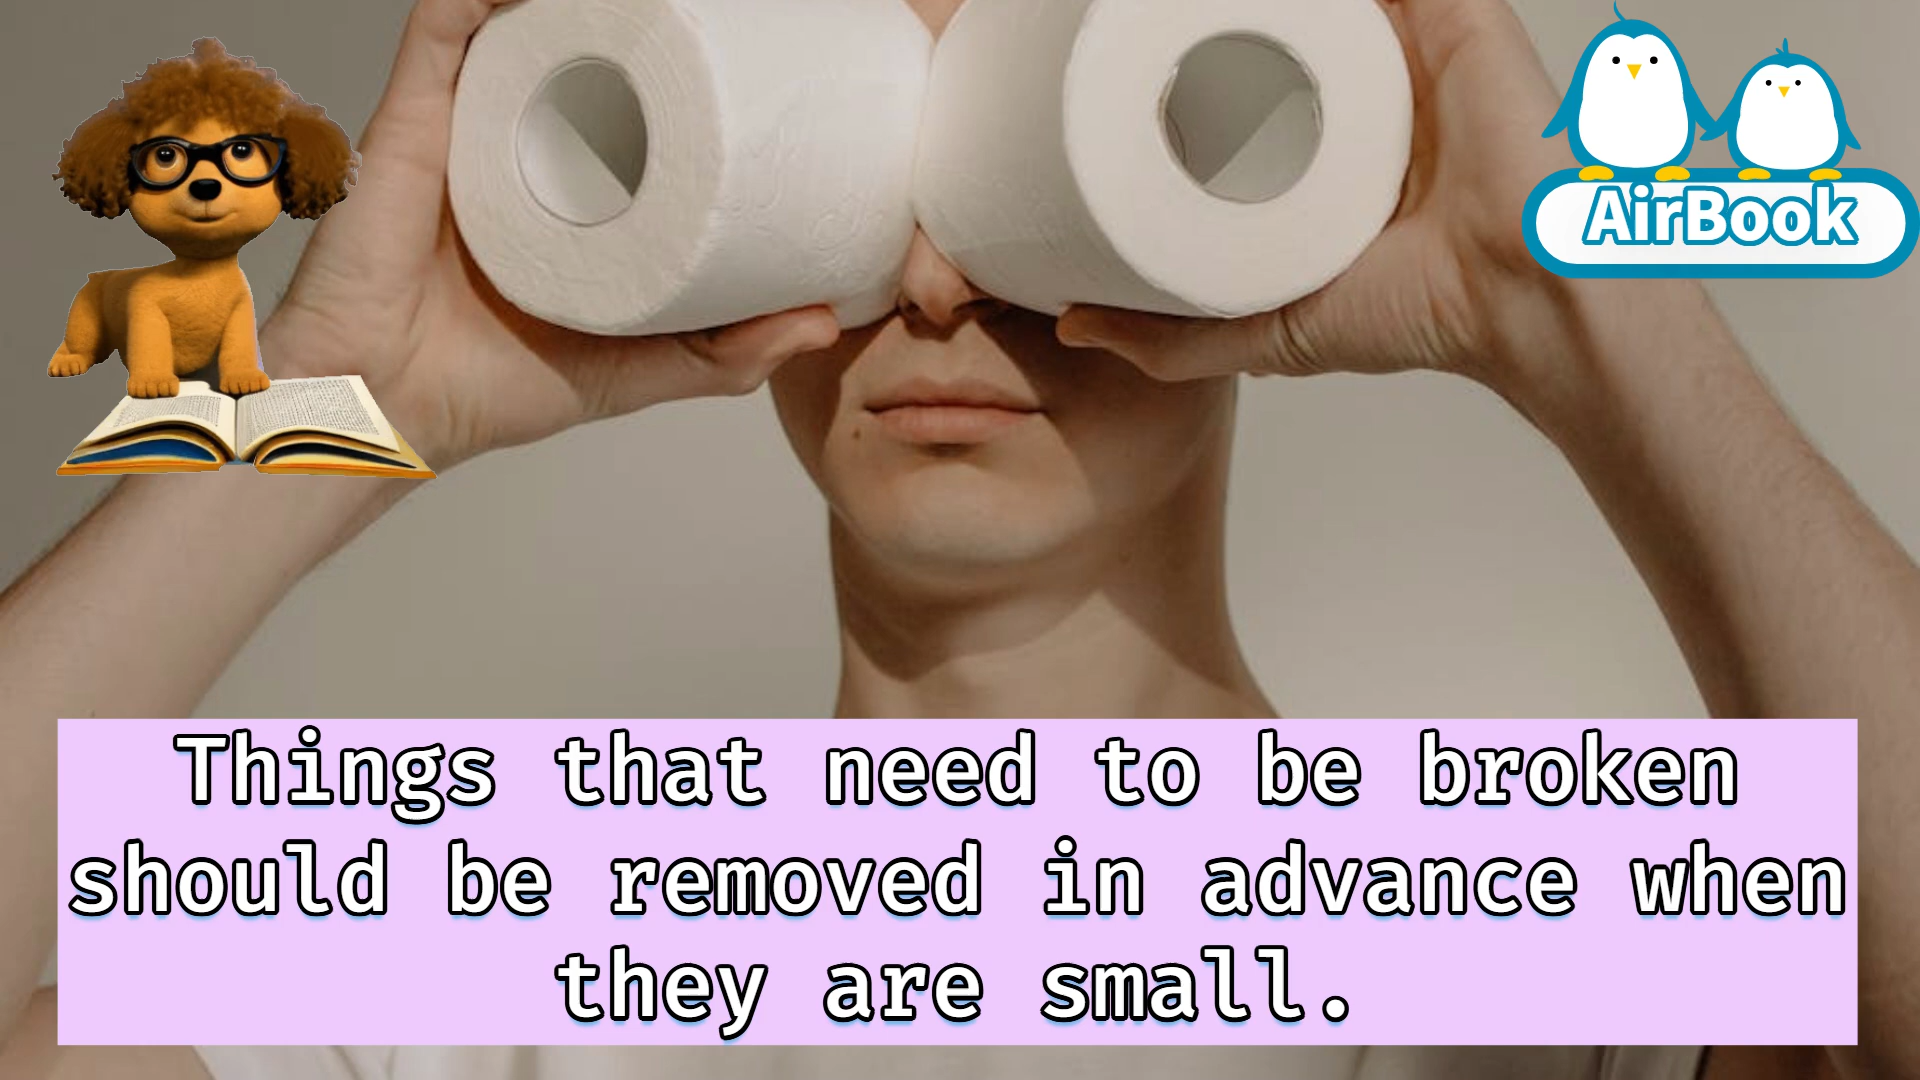 AirBook
Things that need to be broken
should be removed in advance when
they are small.